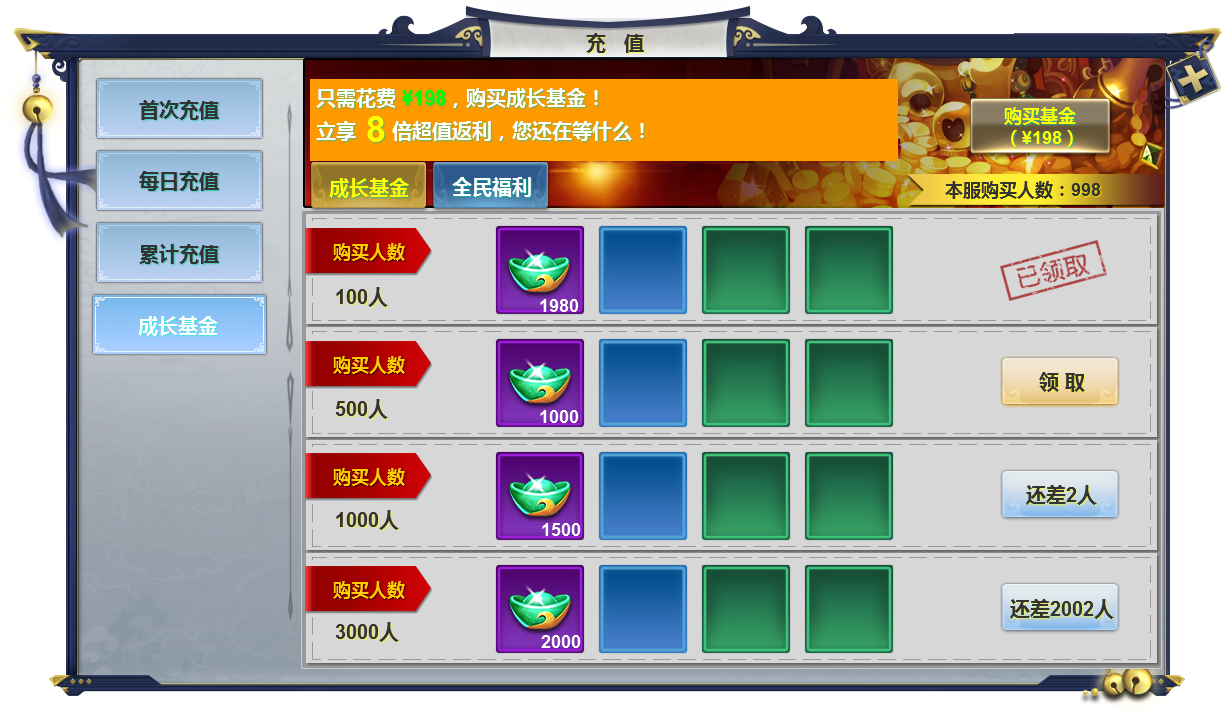 充 值
首次充值
每日充值
累计充值
成长基金
只需花费 ¥198，购买成长基金！
立享 8 倍超值返利，您还在等什么！
购买基金
（¥198）
成长基金
全民福利
本服购买人数：998
购买人数
100人
1980
已领取
购买人数
500人
1000
领 取
购买人数
1000人
1500
还差2人
购买人数
3000人
2000
还差2002人